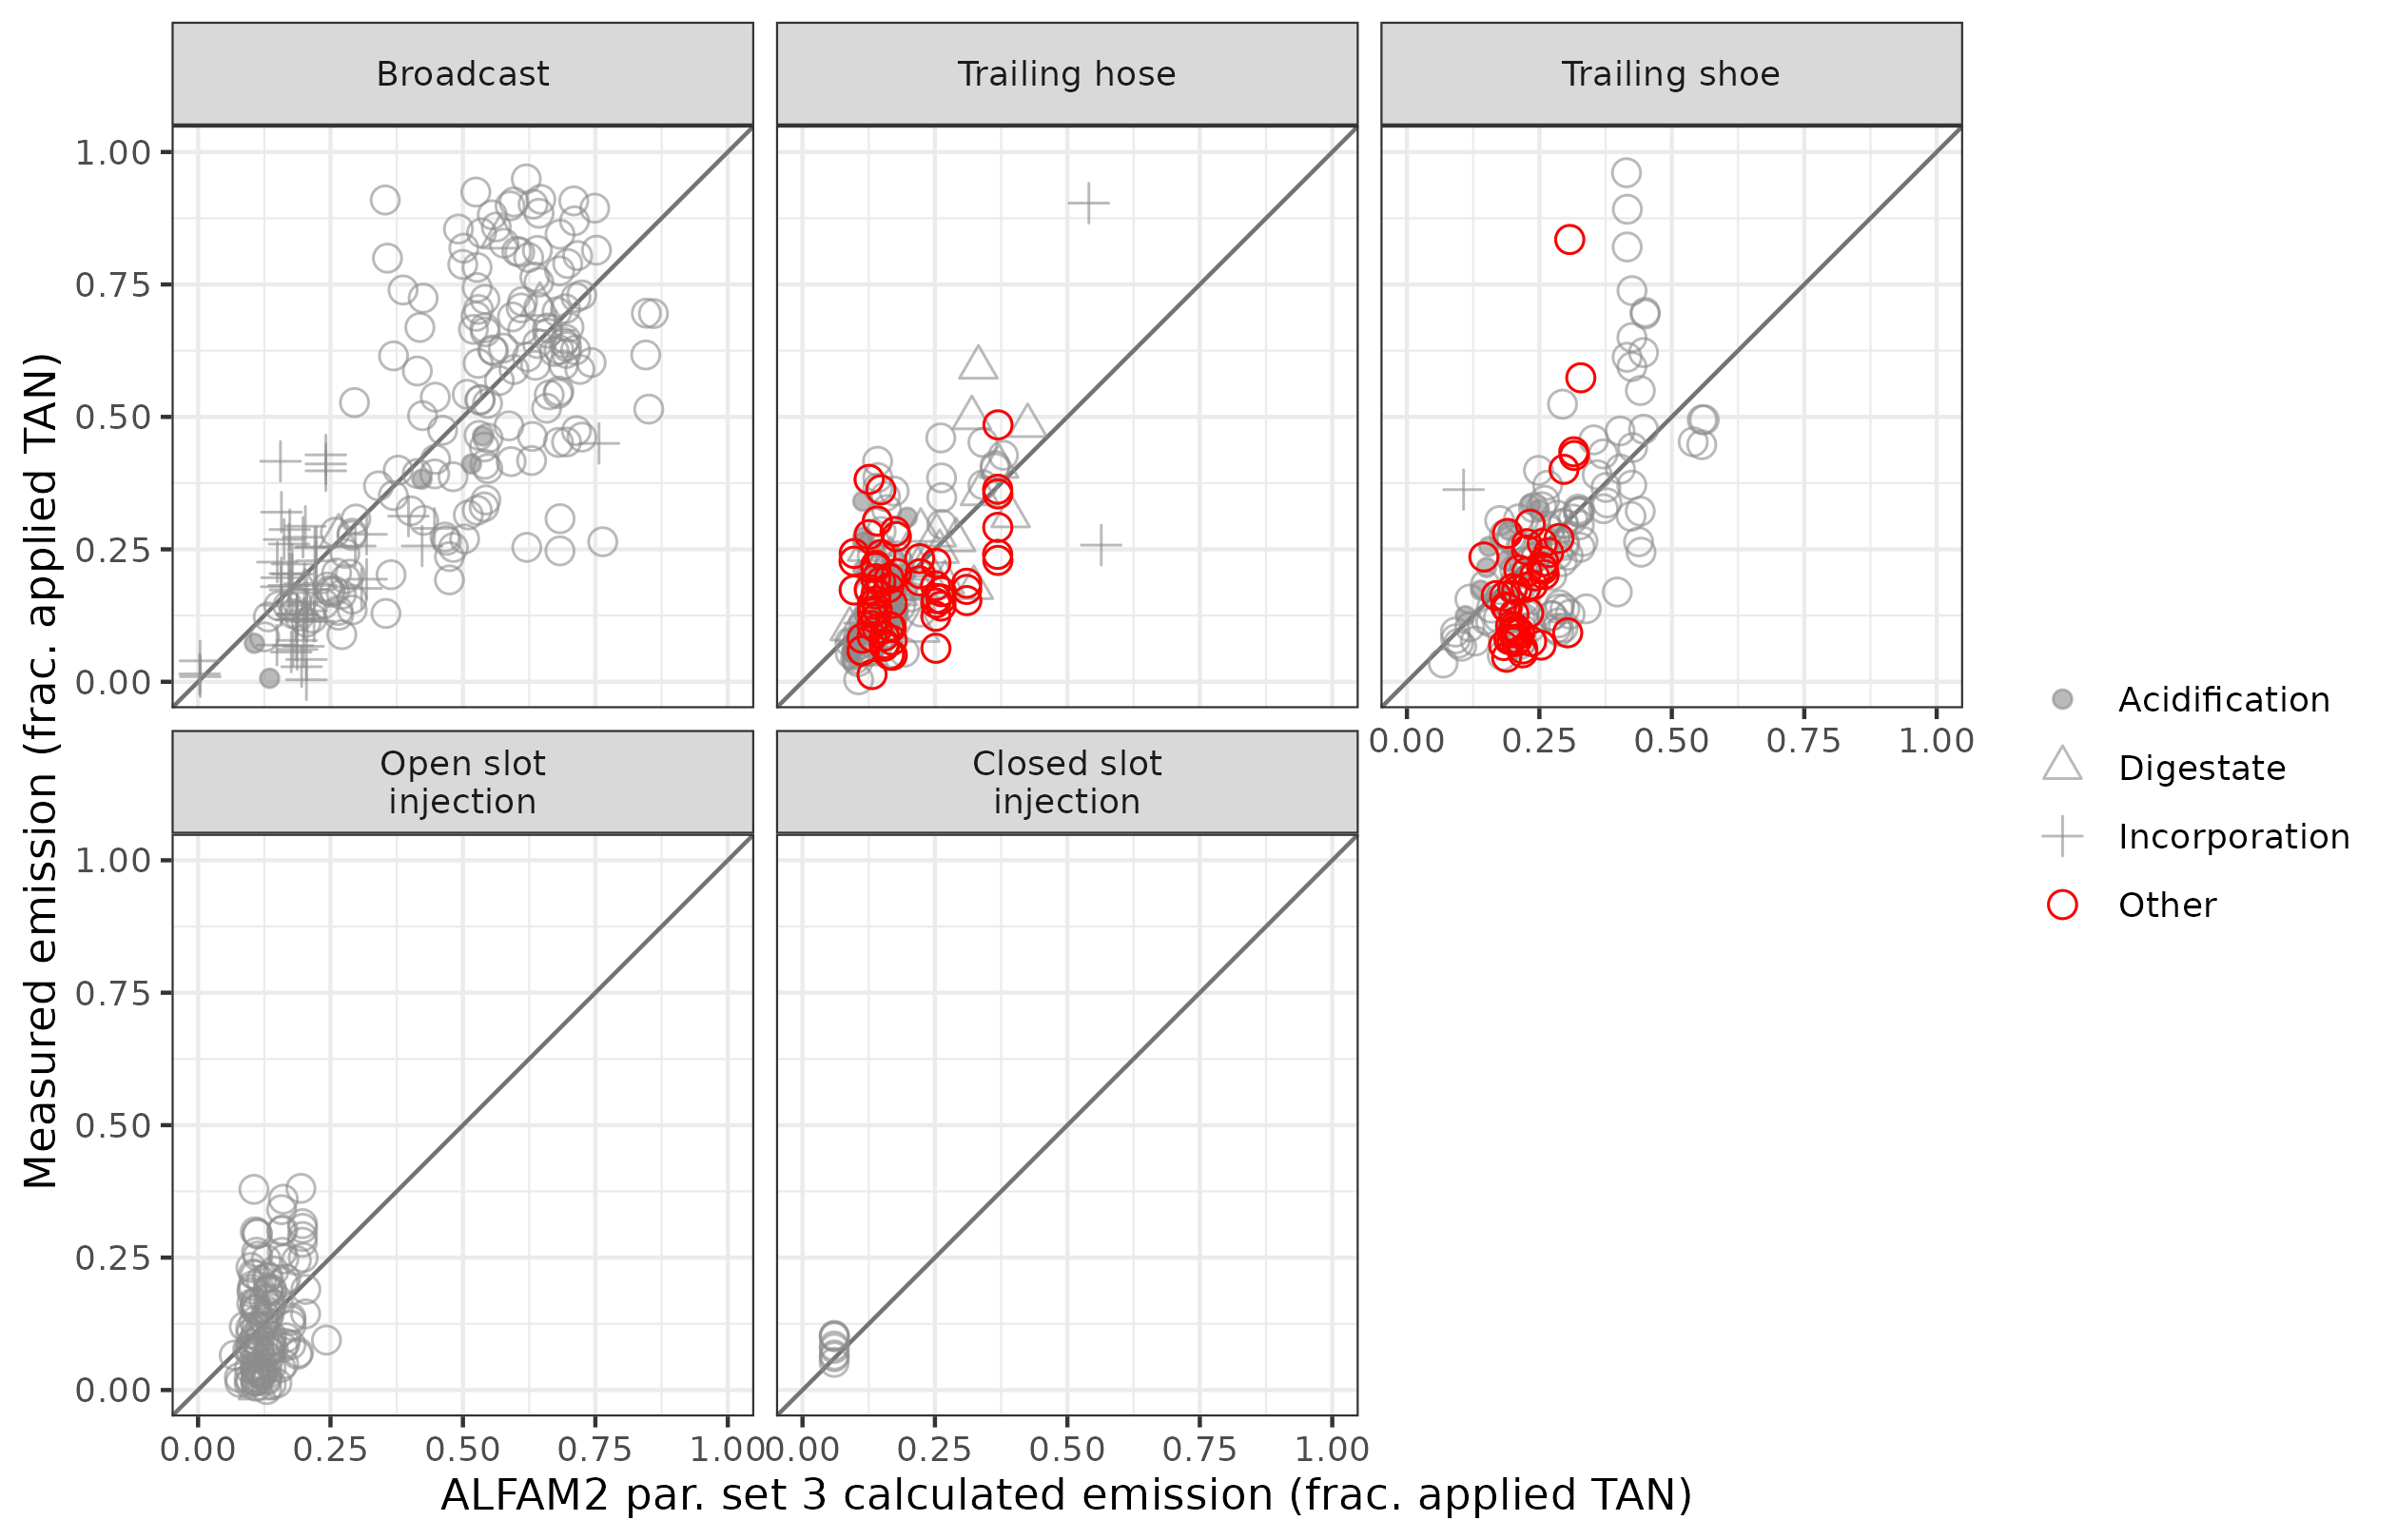 Broadcast
Trailing hose
Trailing shoe
1.00
0.75
0.50
0.25
0.00
0.00 0.25 0.50 0.75 1.00
Open slot
injection
Closed slot
injection
1.00
0.75
0.50
0.25
0.00
0.00 0.25 0.50 0.75 1.00
0.00 0.25 0.50 0.75 1.00
Measured emission (frac. applied TAN)
ALFAM2 par. set 3 calculated emission (frac. applied TAN)
Acidification
Digestate
Incorporation
Other